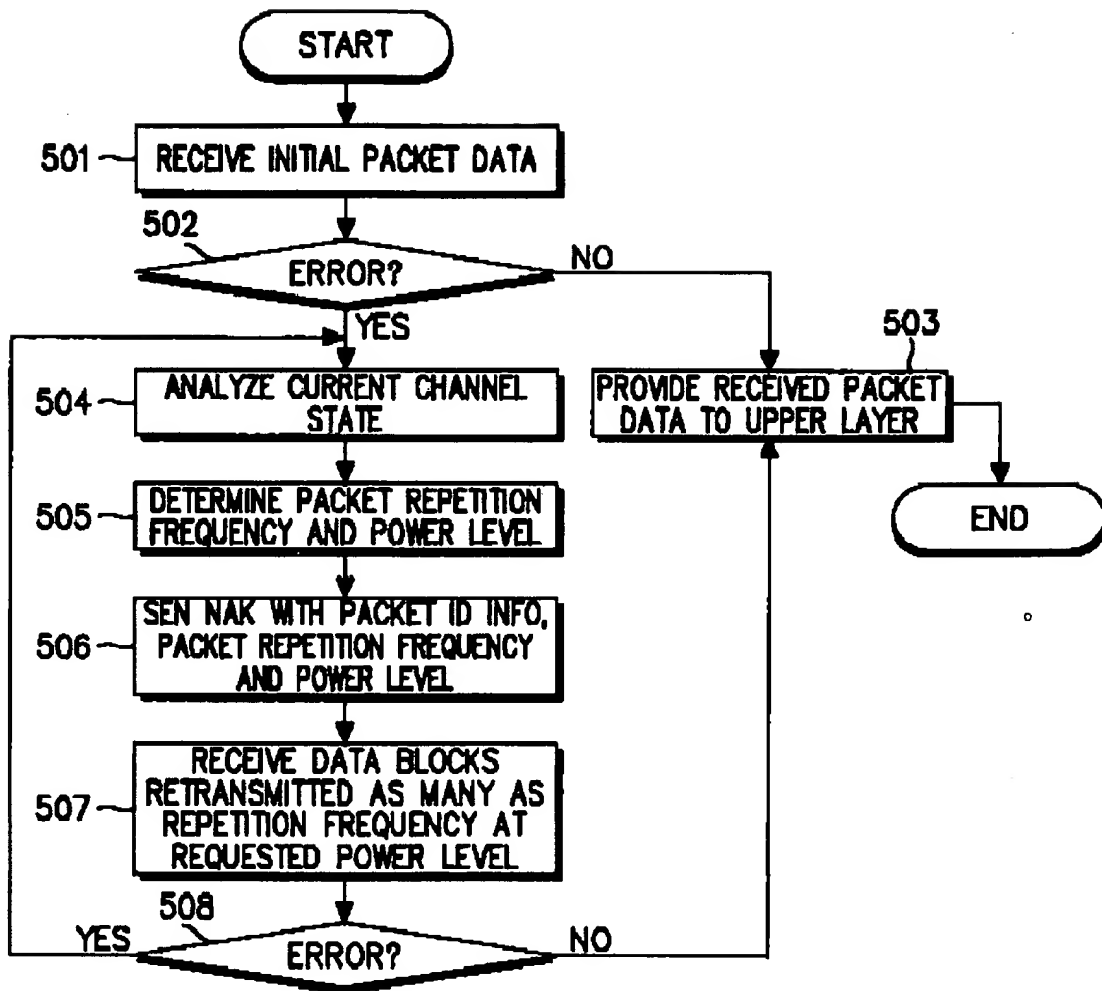 START
501
RECEIVE INITIAL PACKET DATA
502
ERROR?
NO
YES
503
504
ANALYZE CURRENT CHANNEL
STATE
PROVIDE RECEIVED PACKET
DATA TO UPPER LAYER
505
DETERMINE PACKET REPETITION
FREQUENCY AND POWER LEVEL
END
506
SEN NAK WITH PACKET ID INFO,
PACKET REPETITION FREQUENCY
AND POWER LEVEL
507
RECEIVE DATA BLOCKS
RETRANSMITTED AS MANY AS
REPETITION FREQUENCY AT
REQUESTED POWER LEVEL
508
YES
ERROR?
NO